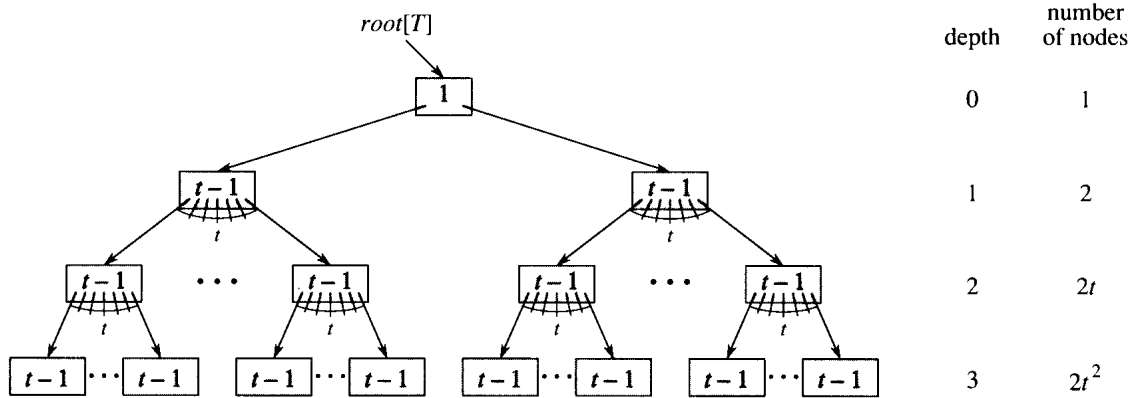 number
root[T]
depth of nodes
1 0 1
t – 1 t – 1 1 2
t t
t – 1 ··· t – 1 t – 1 ··· t – 1 2 2t
t t t t
t – 1 ··· t – 1 t – 1 ··· t – 1 t – 1 ··· t – 1 t – 1 ··· t – 1 3 2t²